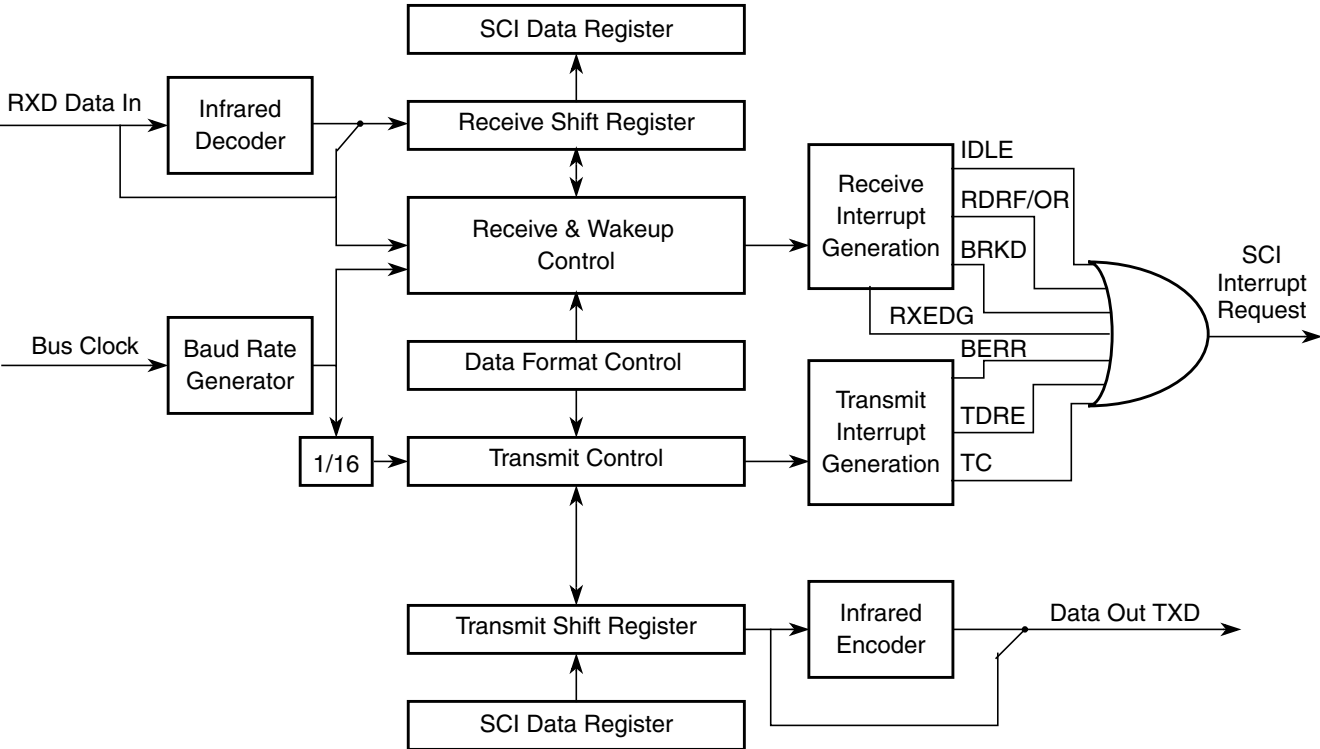 SCI Data Register
RXD Data In
Infrared
Decoder
Receive Shift Register
Receive
Interrupt
Generation
IDLE
RDRF/OR
BRKD
RXEDG
Receive & Wakeup
Control
SCI
Interrupt
Request
Bus Clock
Baud Rate
Generator
Data Format Control
BERR
Transmit
Interrupt
Generation
TDRE
TC
1/16
Transmit Control
Transmit Shift Register
Infrared
Encoder
Data Out TXD
SCI Data Register